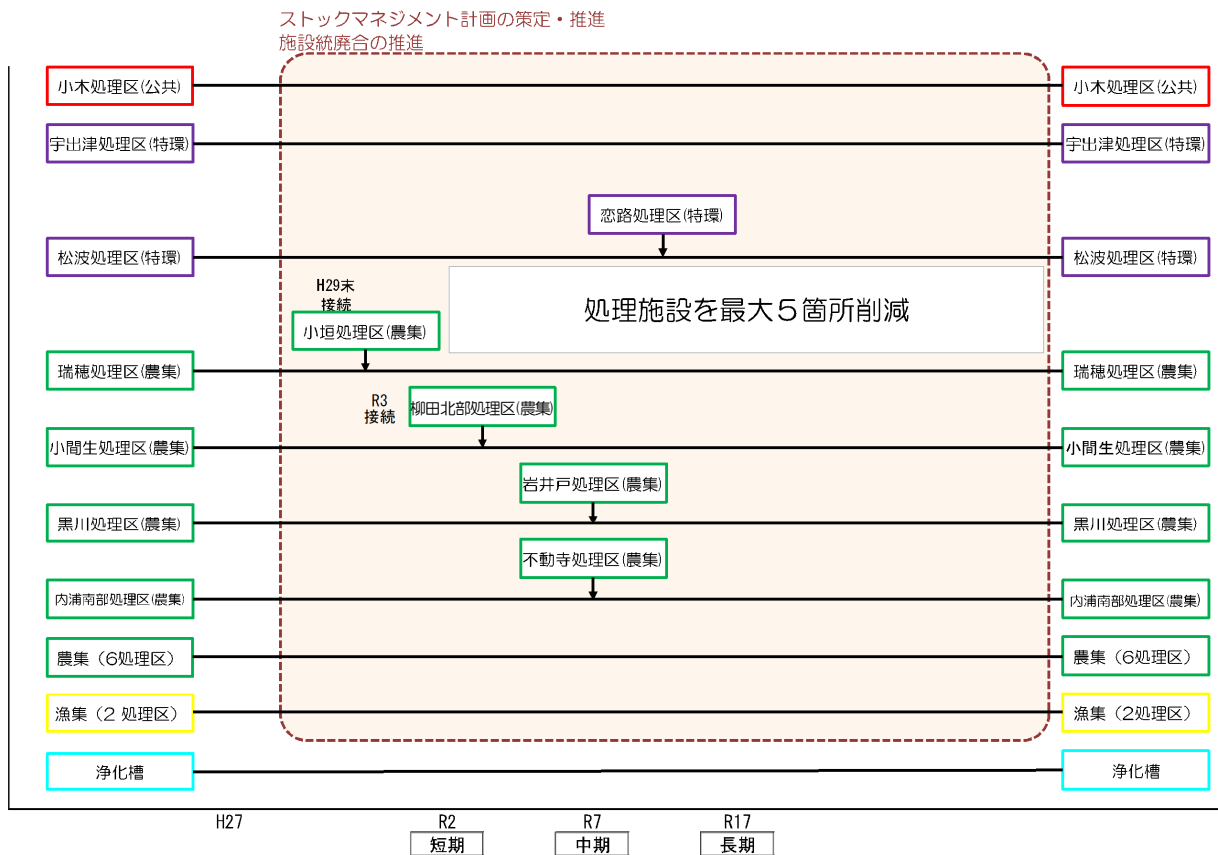 ストックマネジメント計画の策定・推進
施設統廃合の推進
小木処理区(公共)
小木処理区(公共)
宇出津処理区(特環)
宇出津処理区(特環)
恋路処理区(特環)
松波処理区(特環)
松波処理区(特環)
H29末
接続
処理施設を最大5箇所削減
小垣処理区(農集)
瑞穂処理区(農集)
瑞穂処理区(農集)
R3
接続
柳田北部処理区(農集)
小間生処理区(農集)
小間生処理区(農集)
岩井戸処理区(農集)
黒川処理区(農集)
黒川処理区(農集)
不動寺処理区(農集)
内浦南部処理区(農集)
内浦南部処理区(農集)
農集(6処理区)
農集(6処理区)
漁集(2 処理区)
漁集(2処理区)
浄化槽
浄化槽
H27
R2
R7
R17
短期
中期
長期